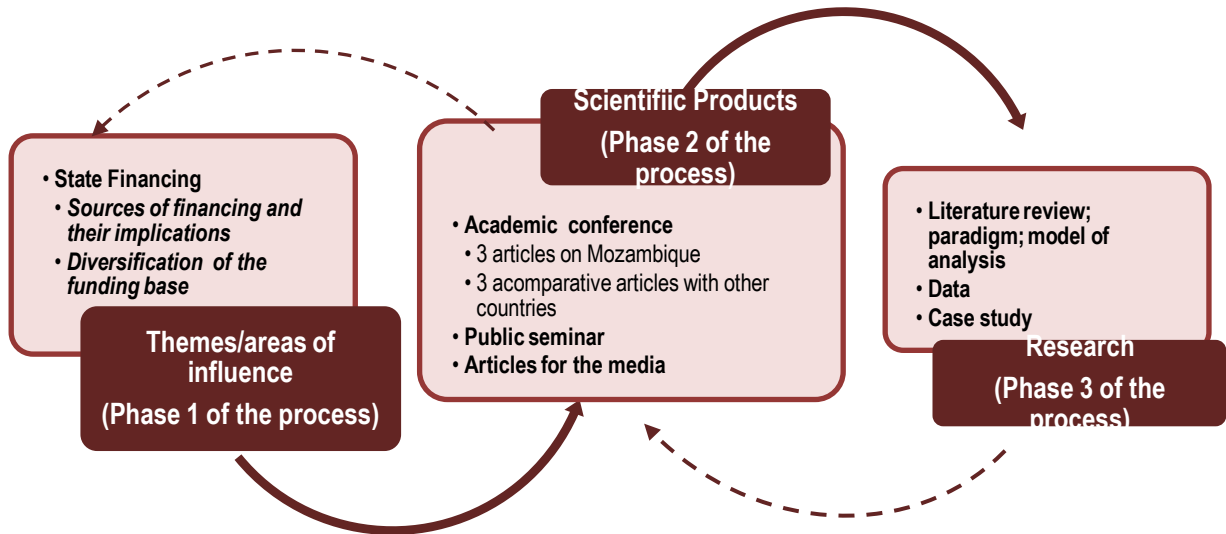 • State Financing
• Sources of financing and
their implications
• Diversification of the
funding base
Themes/areas of
influence
(Phase 1 of the process)
Scientifiic Products
(Phase 2 of the
process)
• Academic conference
• 3 articles on Mozambique
• 3 acomparative articles with other
countries
• Public seminar
• Articles for the media
• Literature review;
paradigm; model of
analysis
• Data
• Case study
Research
(Phase 3 of the
process)